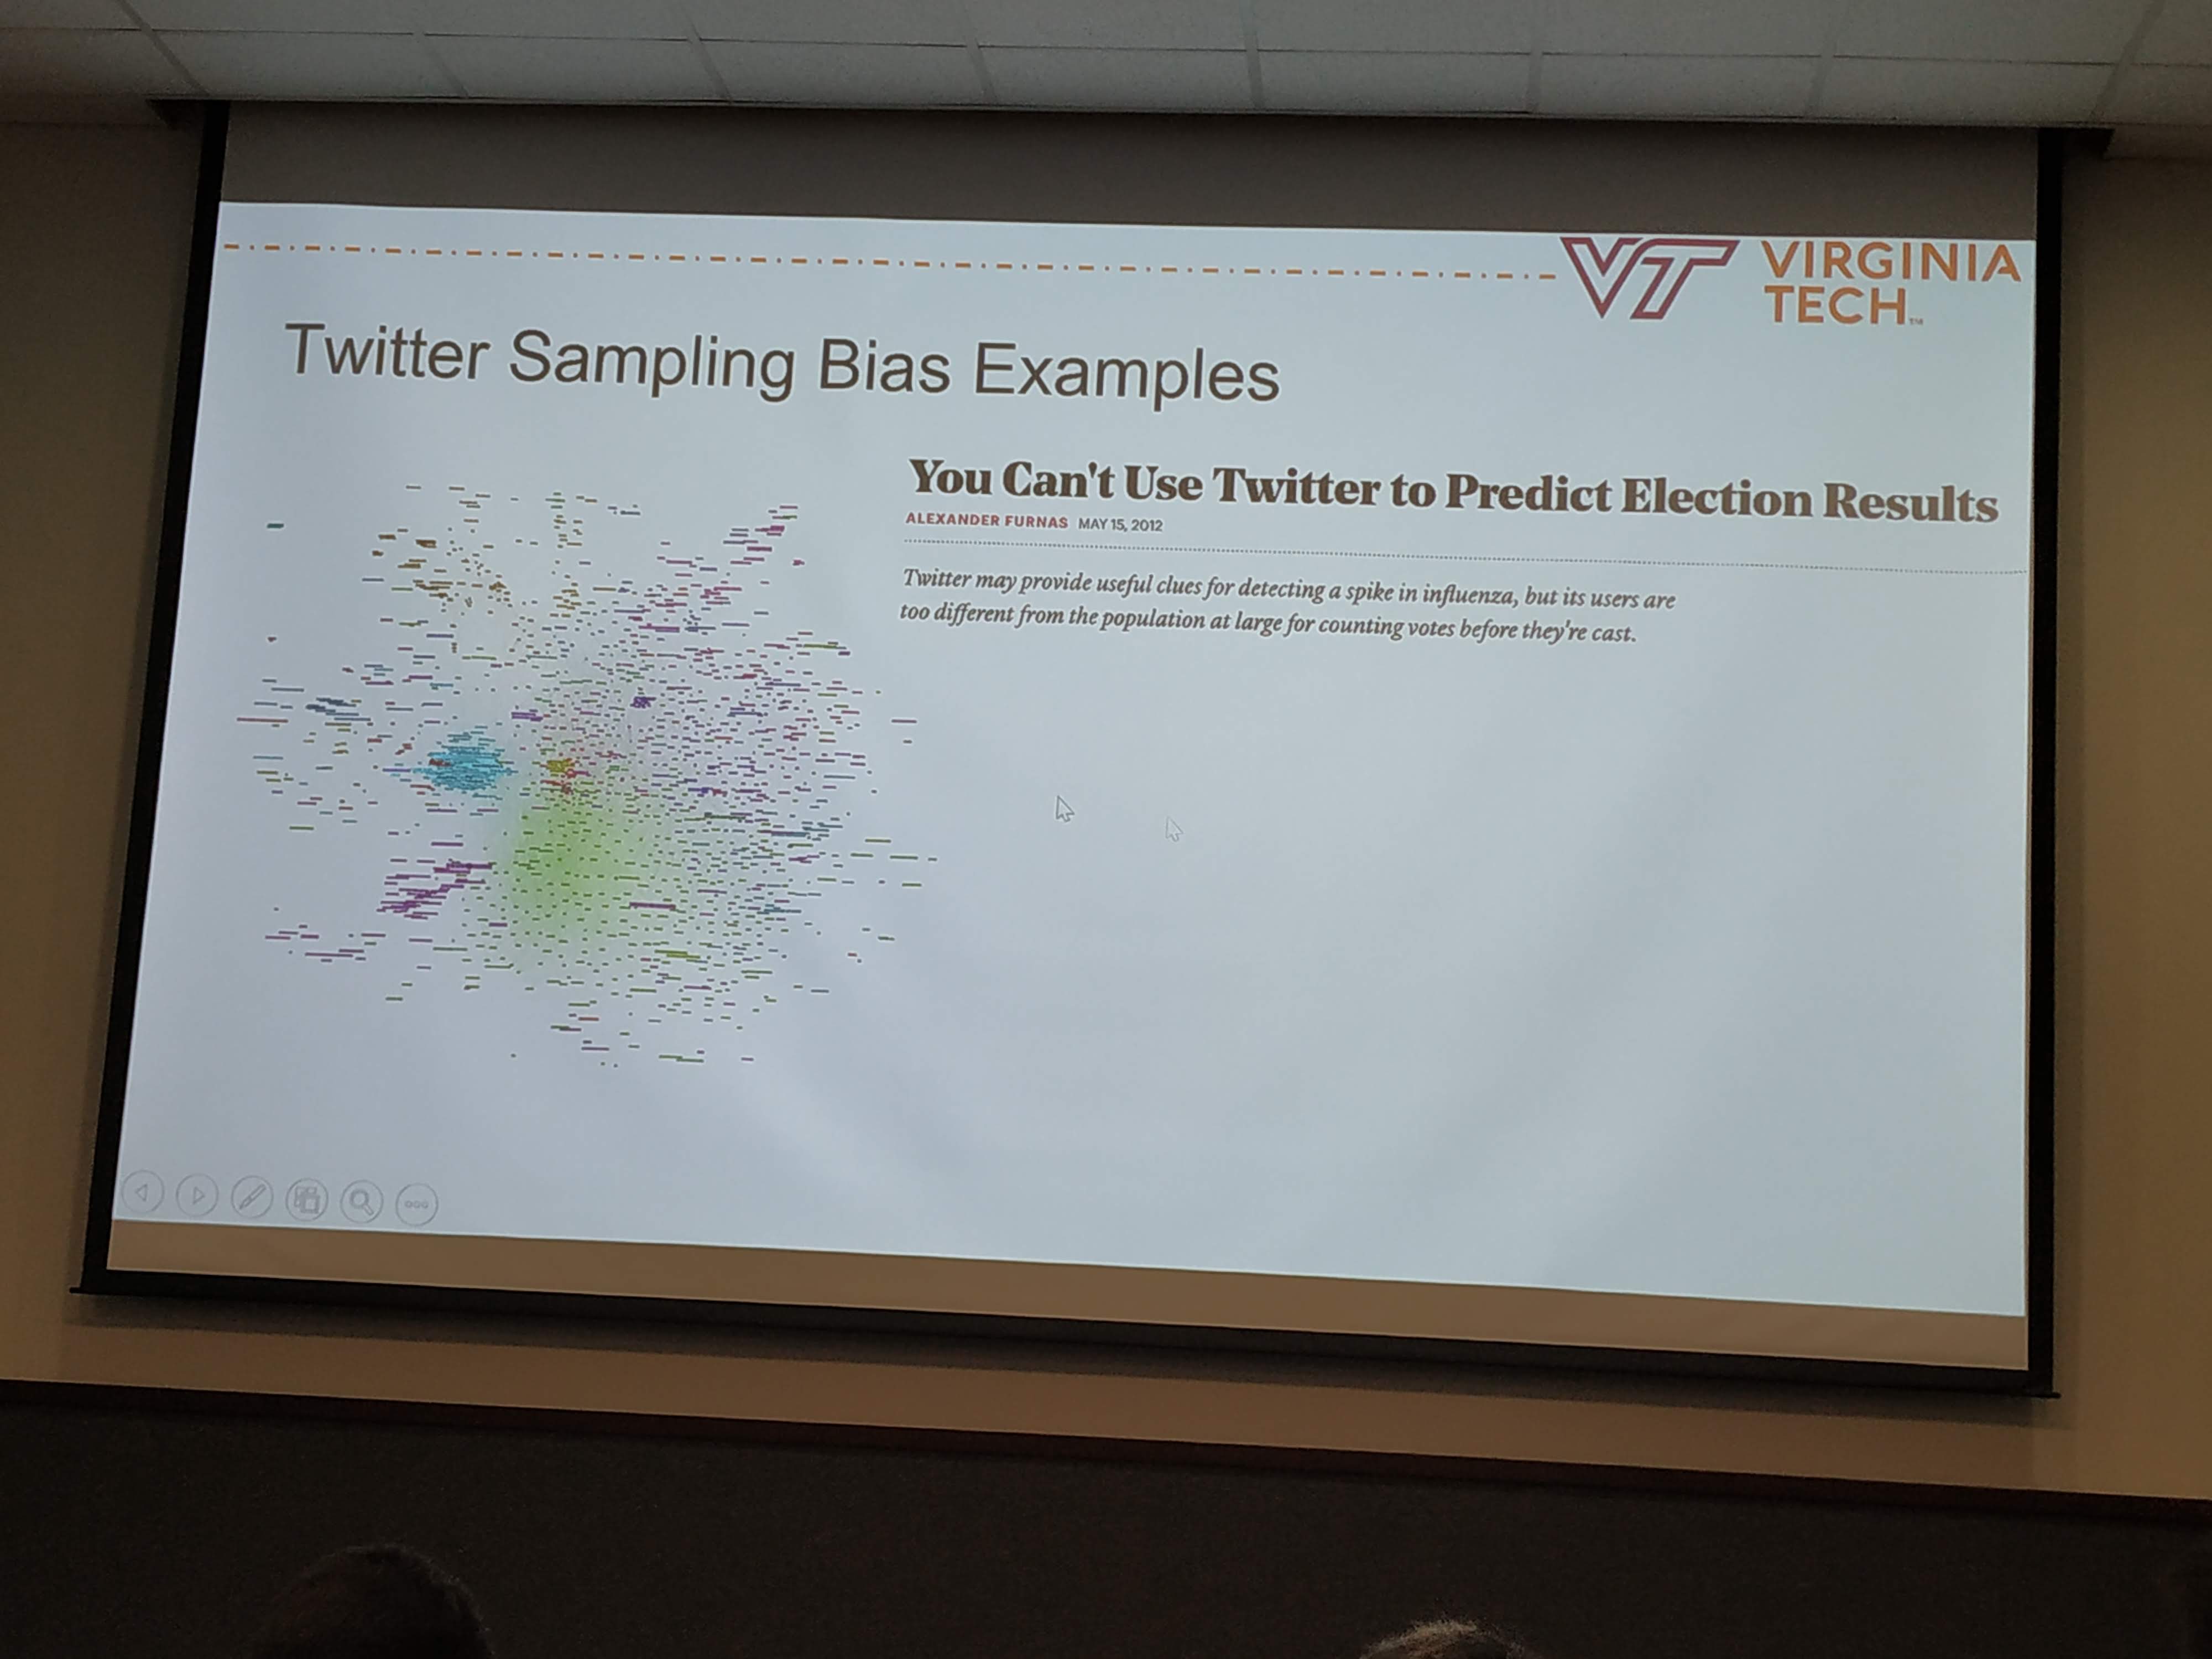 VT VIRGINIA
TECH™
Twitter Sampling Bias Examples
You Can't Use Twitter to Predict Election Results
ALEXANDER FURNAS MAY 15, 2012
Twitter may provide useful clues for detecting a spike in influenza, but its users are
too different from the population at large for counting votes before they're cast.